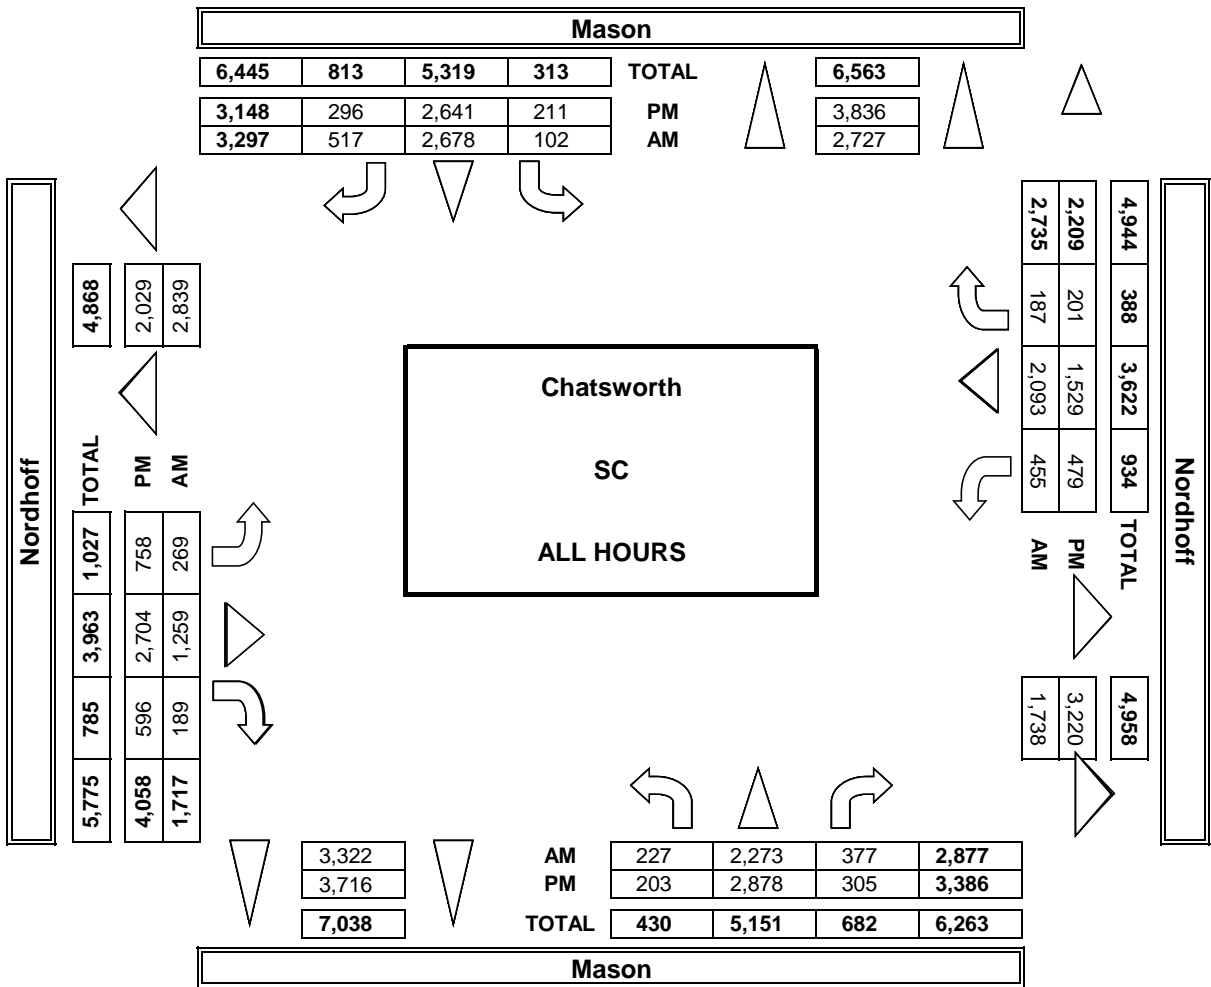 Mason
6,445 813 5,319 313 TOTAL 6,563
3,148 296 2,641 211 PM 3,836
3,297 517 2,678 102 AM 2,727
Nordhoff
4,868
2,029
2,839
TOTAL 1,027 3,963 785 5,775
PM 758 2,704 596 4,058
AM 269 1,259 189 1,717
Chatsworth
SC
ALL HOURS
4,944 388 3,622 934 TOTAL 4,958
2,209 201 1,529 479 PM 3,220
2,735 187 2,093 455 AM 1,738
Nordhoff
3,322 AM 227 2,273 377 2,877
3,716 PM 203 2,878 305 3,386
7,038 TOTAL 430 5,151 682 6,263
Mason